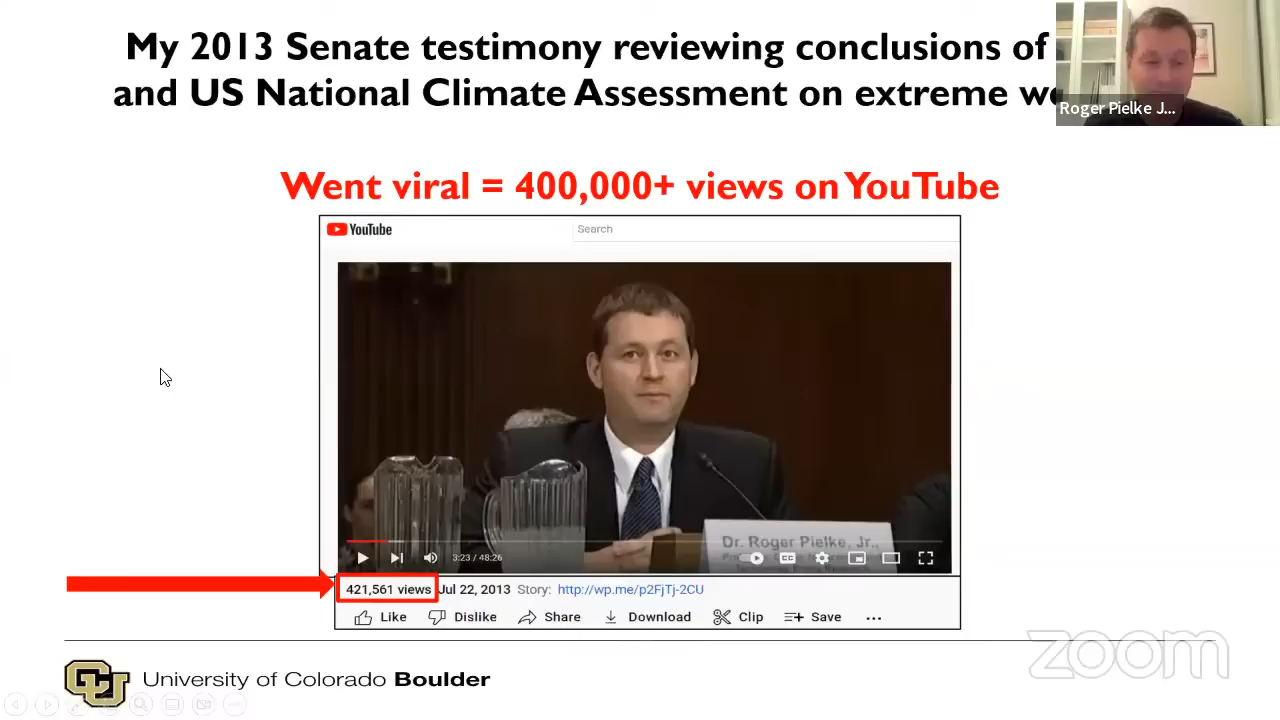 My 2013 Senate testimony reviewing conclusions of
and US National Climate Assessment on extreme we
Roger Pielke J...
Went viral = 400,000+ views on YouTube
YouTube
Search
Dr. Roger Pielke, Jr.,
3:23 / 48:26
421,561 views Jul 22, 2013 Story: http://wp.me/p2FjTj-2CU
Like Dislike Share Download Clip Save ...
University of Colorado Boulder
zoom